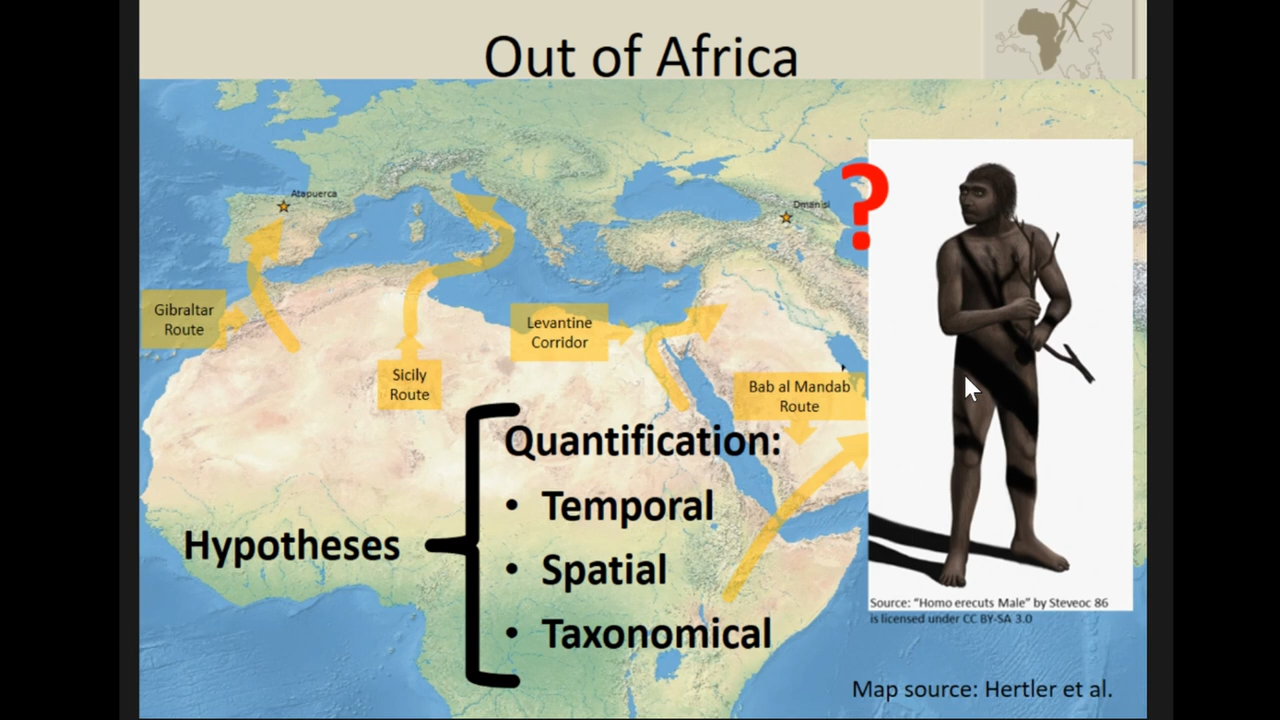 Out of Africa
Atapuerca
Dmanisi
?
Gibraltar
Route
Levantine
Corridor
Sicily
Route
Bab al Mandab
Route
Quantification:
• Temporal
Hypotheses
• Spatial
• Taxonomical
Source: “Homo erecuts Male” by Steveoc 86
is licensed under CC BY-SA 3.0
Map source: Hertler et al.